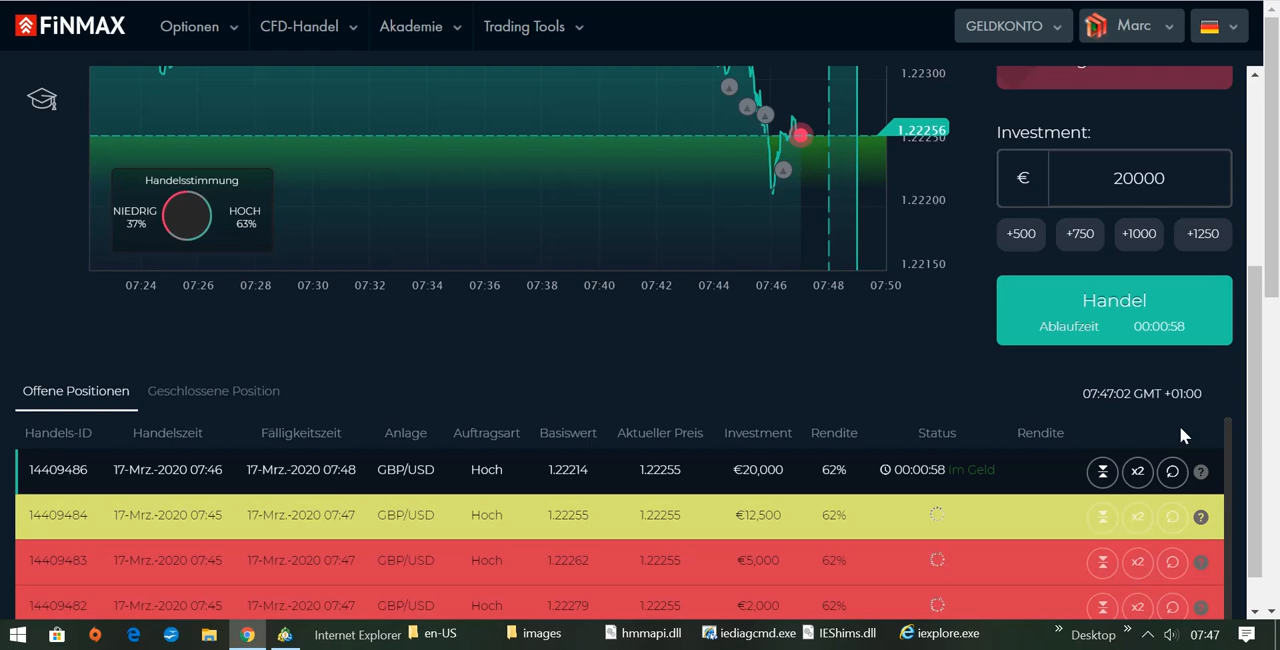 FiNMAX Optionen CFD-Handel Akademie Trading Tools GELDKONTO Marc
1.22300
1.22256
1.22250
1.22200
1.22150
Handelsstimmung
NIEDRIG HOCH
37% 63%
07:24 07:26 07:28 07:30 07:32 07:34 07:36 07:38 07:40 07:42 07:44 07:46 07:48 07:50
Investment:
€ 20000
+500 +750 +1000 +1250
Handel
Ablaufzeit 00:00:58
Offene Positionen Geschlossene Position 07:47:02 GMT +01:00
Handels-ID Handelszeit Fälligkeitszeit Anlage Auftragsart Basiswert Aktueller Preis Investment Rendite Status Rendite
14409486 17-Mrz.-2020 07:46 17-Mrz.-2020 07:48 GBP/USD Hoch 1.22214 1.22255 €20,000 62% 00:00:58 Im Geld x2 ?
14409484 17-Mrz.-2020 07:45 17-Mrz.-2020 07:47 GBP/USD Hoch 1.22255 1.22255 €12,500 62% x2 ?
14409483 17-Mrz.-2020 07:45 17-Mrz.-2020 07:47 GBP/USD Hoch 1.22262 1.22255 €5,000 62% x2 ?
14409482 17-Mrz.-2020 07:45 17-Mrz.-2020 07:47 GBP/USD Hoch 1.22279 1.22255 €2,000 62% x2 ?
Internet Explorer en-US images hmmapi.dll iediagcmd.exe IEShims.dll iexplore.exe » Desktop » 07:47